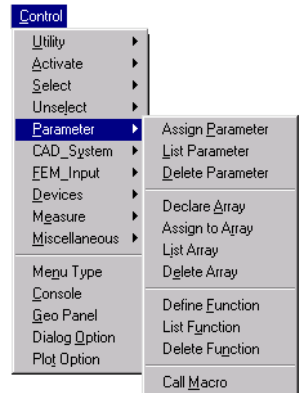 Control
Utility
Activate
Select
Unselect
Parameter
CAD_System
FEM_Input
Devices
Measure
Miscellaneous
Menu Type
Console
Geo Panel
Dialog Option
Plot Option
Assign Parameter
List Parameter
Delete Parameter
Declare Array
Assign to Array
List Array
Delete Array
Define Function
List Function
Delete Function
Call Macro